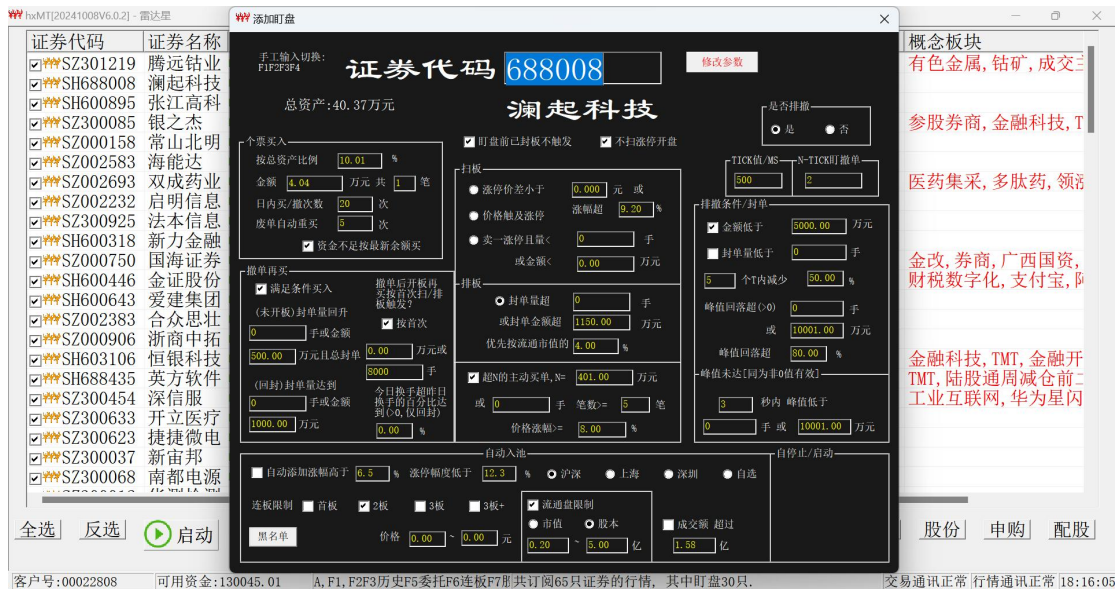 hxMT[20241008V6.0.2] - 雷达星
添加盯盘
证券代码 证券名称 概念板块
SZ301219 腾远钴业 有色金属,钴矿,成交主
SH688008 澜起科技
SH600895 张江高科
SZ300085 银之杰 参股券商,金融科技,T
SZ000158 常山北明
SZ002583 海能达
SZ002693 双成药业 医药集采,多肽药,领涨
SZ002232 启明信息
SZ300925 法本信息
SH600318 新力金融
SZ000750 国海证券 金改,券商,广西国资,
SH600446 金证股份 财税数字化,支付宝,
SH600643 爱建集团
SZ002383 合众思壮
SZ000906 浙商中拓
SH603106 恒银科技 金融科技,TMT,金融开
SH688435 英方软件 TMT,陆股通周减仓前二
SZ300454 深信服 工业互联网,华为星闪
SZ300633 开立医疗
SZ300623 捷捷微电
SZ300037 新宙邦
SZ300068 南都电源
手工输入切换:
F1F2F3F4
证券代码 688008
修改参数
总资产:40.37万元
澜起科技
是否排撤
是 否
个票买入
按总资产比例 10.01 %
金额 4.04 万元 共 1 笔
日内买/撤次数 20 次
废单自动重买 5 次
资金不足按最新余额买
盯盘前已封板不触发 不扫涨停开盘
扫板
涨停价差小于 0.000 元 或
价格触及涨停 涨幅超 9.20 %
卖一涨停且量< 0 手
或金额< 0.00 万元
TICK值/MS N-TICK盯撤单
500 2
排撤条件/封单
金额低于 5000.00 万元
封单量低于 0 手
5 个T内减少 50.00 %
峰值回落超(>0) 0 手
或 10001.00 万元
峰值回落超 80.00 %
撤单再买
满足条件买入
撤单后开板再
买按首次扫/排
板触发?
按首次
(未开板)封单量回升
0 手或金额
500.00 万元且总封单 0.00 万元或
8000 手
(回封)封单量达到
0 手或金额
1000.00 万元
今日换手超昨日
换手的百分比达
到(>0,仅回封)
0.00 %
排板
封单量超 0 手
或封单金额超 1150.00 万元
优先按流通市值的 4.00 %
超N的主动买单,N= 401.00 万元
或 0 手 笔数>= 5 笔
价格涨幅>= 8.00 %
峰值未达[同为非0值有效]
3 秒内 峰值低于
0 手 或 10001.00 万元
自动入池
自动添加涨幅高于 6.5 % 涨停幅度低于 12.3 % 沪深 上海 深圳 自选
连板限制 首板 2板 3板 3板+
黑名单 价格 0.00 ~ 0.00 元
流通盘限制
市值 股本
0.20 ~ 5.00 亿
成交额 超过
1.58 亿
自停止/启动
全选 反选 启动 股份 申购 配股
客户号:00022808 可用资金:130045.01 A,F1,F2F3历史F5委托F6连板F7 共订阅65只证券的行情, 其中盯盘30只. 交易通讯正常 行情通讯正常 18:16:05